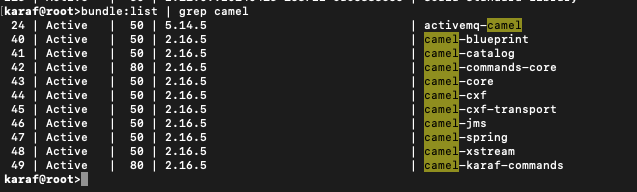 karaf@root>bundle:list | grep camel
24 | Active | 50 | 5.14.5 | activemq-camel
40 | Active | 50 | 2.16.5 | camel-blueprint
41 | Active | 50 | 2.16.5 | camel-catalog
42 | Active | 80 | 2.16.5 | camel-commands-core
43 | Active | 50 | 2.16.5 | camel-core
44 | Active | 50 | 2.16.5 | camel-cxf
45 | Active | 50 | 2.16.5 | camel-cxf-transport
46 | Active | 50 | 2.16.5 | camel-jms
47 | Active | 50 | 2.16.5 | camel-spring
48 | Active | 50 | 2.16.5 | camel-xstream
49 | Active | 80 | 2.16.5 | camel-karaf-commands
karaf@root>